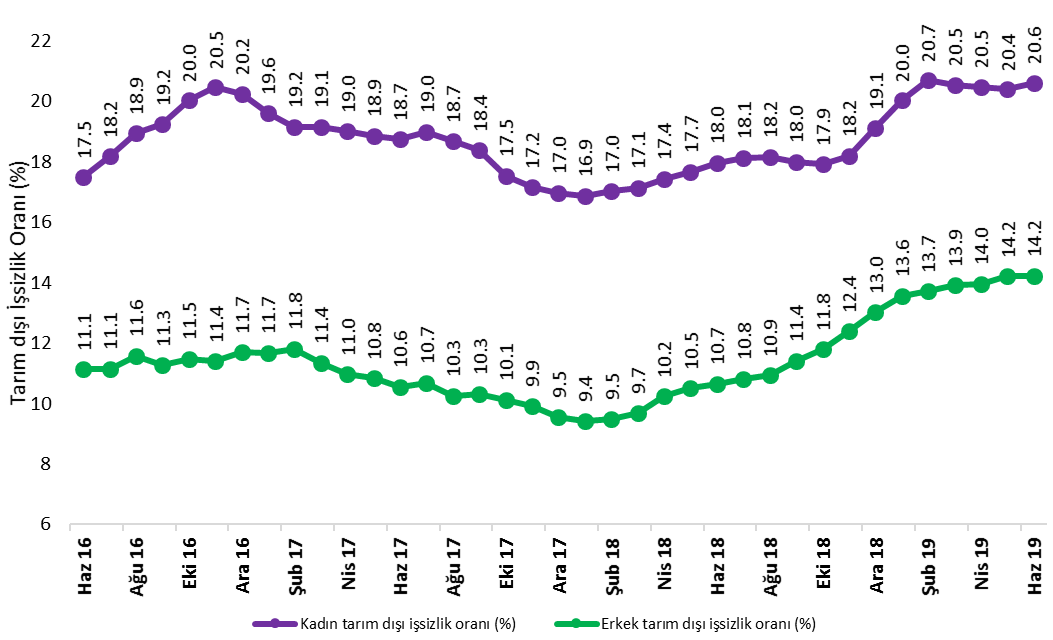 Tarım dışı İşsizlik Oranı (%)
22
20
18
16
14
12
10
8
6
17.5 18.2 18.9 19.2 20.0 20.5 20.2 19.6 19.2 19.1 19.0 18.9 18.7 19.0 18.7 18.4 17.5 17.2 17.0 16.9 17.0 17.1 17.4 17.7 18.0 18.1 18.2 18.0 17.9 18.2 19.1 20.0 20.7 20.5 20.5 20.4 20.6
11.1 11.1 11.6 11.3 11.5 11.4 11.7 11.7 11.8 11.4 11.0 10.8 10.6 10.7 10.3 10.3 10.1 9.9 9.5 9.4 9.5 9.7 10.2 10.5 10.7 10.8 10.9 11.4 11.8 12.4 13.0 13.6 13.7 13.9 14.0 14.2 14.2
Haz 16 Ağu 16 Eki 16 Ara 16 Şub 17 Nis 17 Haz 17 Ağu 17 Eki 17 Ara 17 Şub 18 Nis 18 Haz 18 Ağu 18 Eki 18 Ara 18 Şub 19 Nis 19 Haz 19
Kadın tarım dışı işsizlik oranı (%) Erkek tarım dışı işsizlik oranı (%)